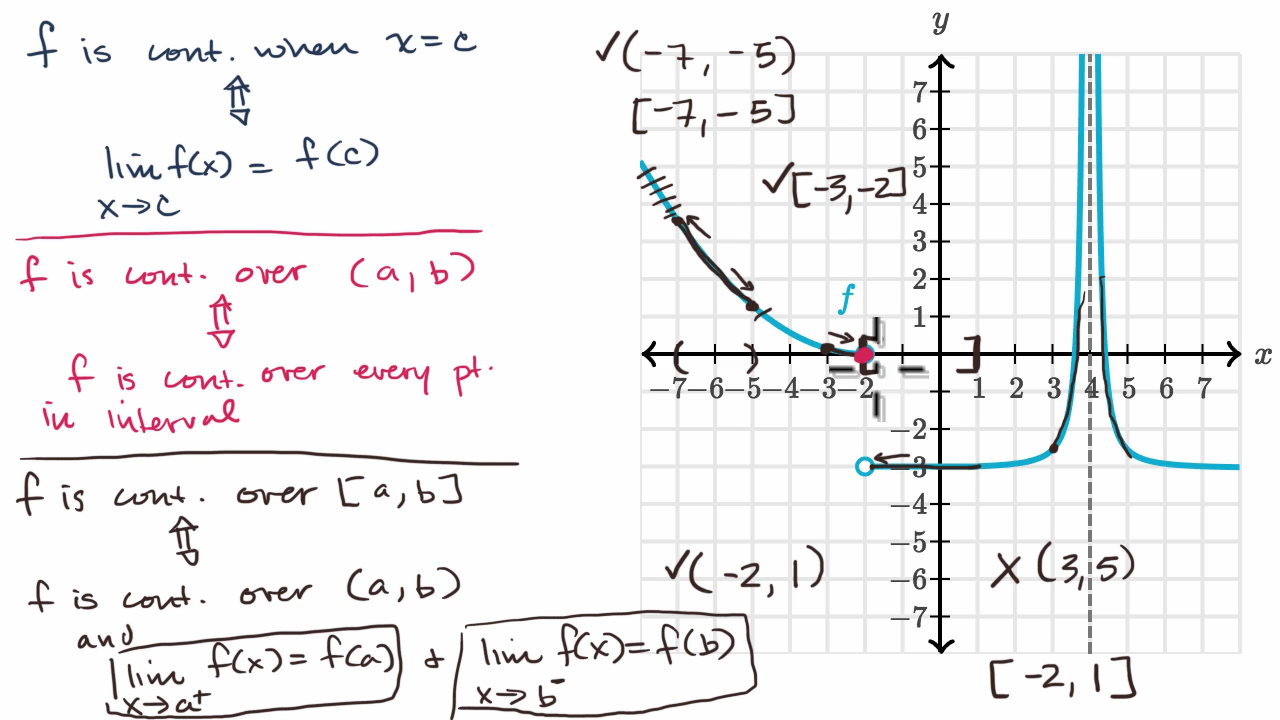 f is cont. when x=c
⇕
lim f(x) = f(c)
x→c
f is cont. over (a,b)
⇕
f is cont. over every pt.
in interval
f is cont. over [a,b]
⇕
f is cont. over (a,b)
and
lim f(x)=f(a) & lim f(x)=f(b)
x→a⁺ x→b⁻
✓(-7, -5)
[-7,-5]
✓[-3,-2]
y
7
6
5
4
3
2
1
f
( ) [ ]
x
−7 −6 −5 −4 −3 −2 1 2 3 4 5 6 7
−2
−3
−4
−5
−6
−7
✓(-2, 1)
X (3,5)
[-2, 1]